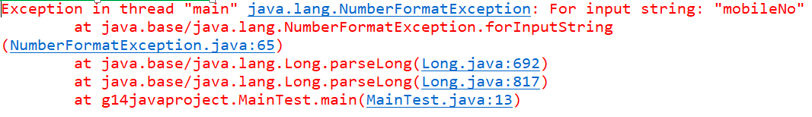 Exception in thread "main" java.lang.NumberFormatException: For input string: "mobileNo"
at java.base/java.lang.NumberFormatException.forInputString
(NumberFormatException.java:65)
at java.base/java.lang.Long.parseLong(Long.java:692)
at java.base/java.lang.Long.parseLong(Long.java:817)
at g14javaproject.MainTest.main(MainTest.java:13)